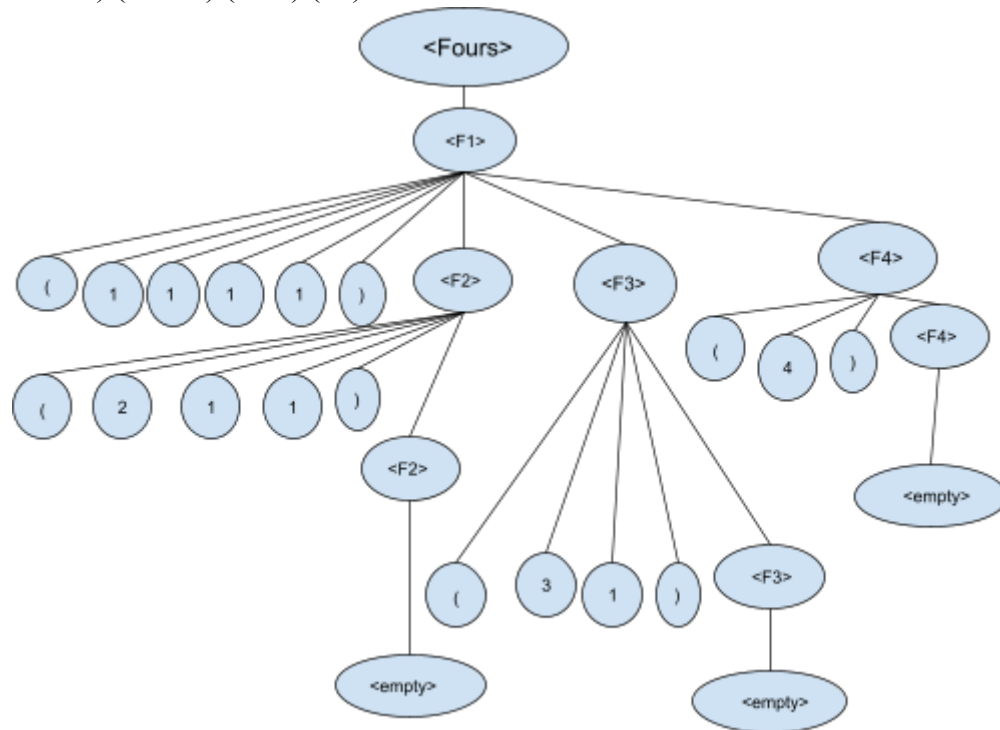 <Fours>
<F1>
( 1 1 1 1 ) <F2> <F3> <F4>
( 4 ) <F4>
( 2 1 1 )
<F2>
<empty>
( 3 1 ) <F3>
<empty>
<empty>